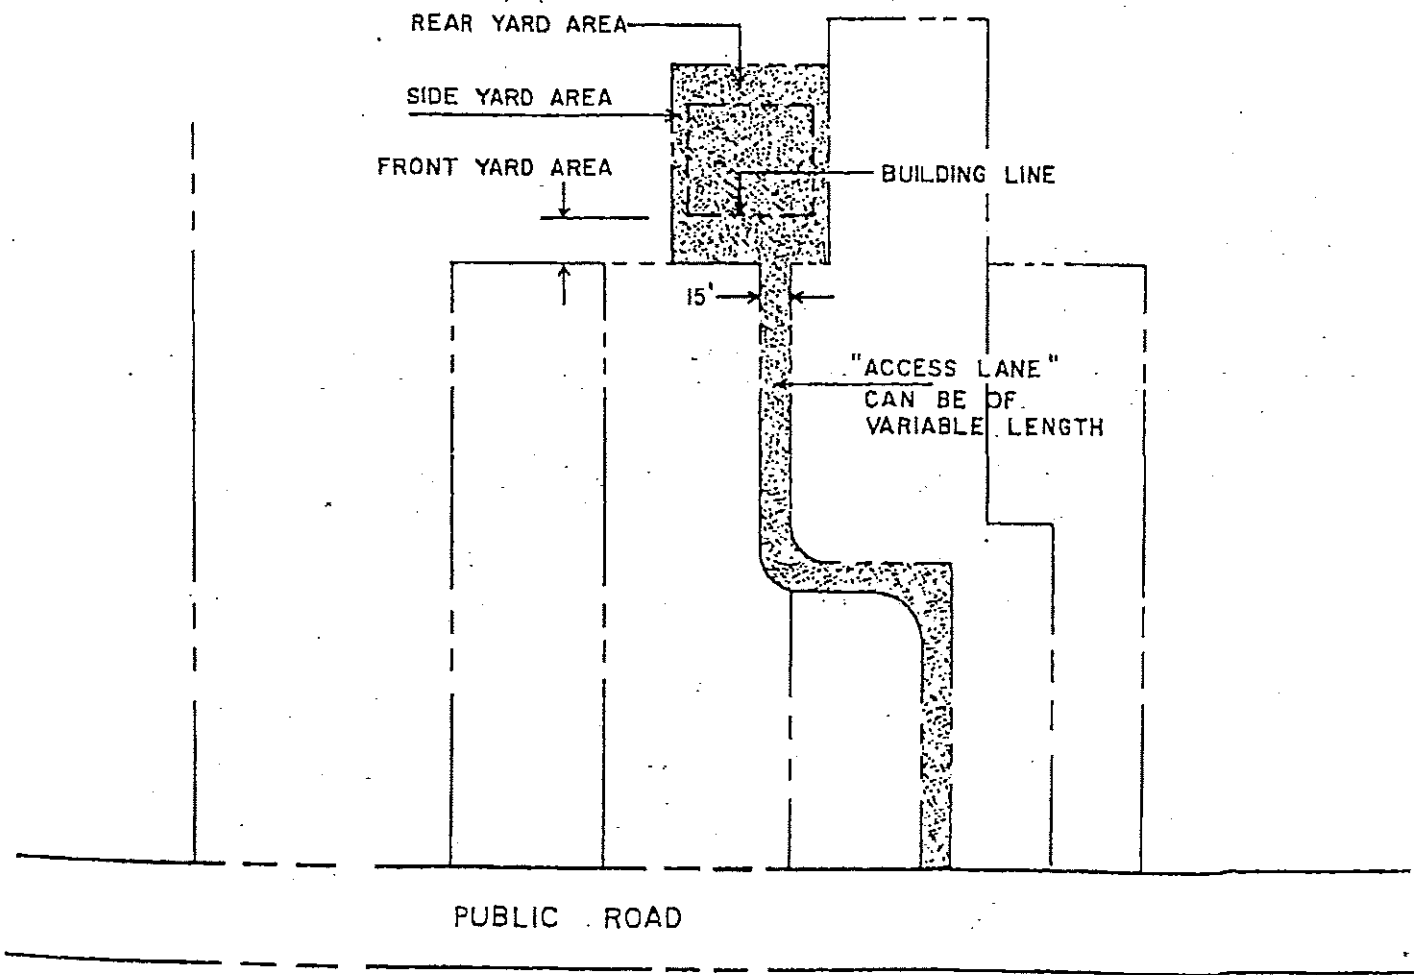 REAR YARD AREA
SIDE YARD AREA
FRONT YARD AREA
BUILDING LINE
15'
"ACCESS LANE"
CAN BE OF
VARIABLE LENGTH
PUBLIC ROAD